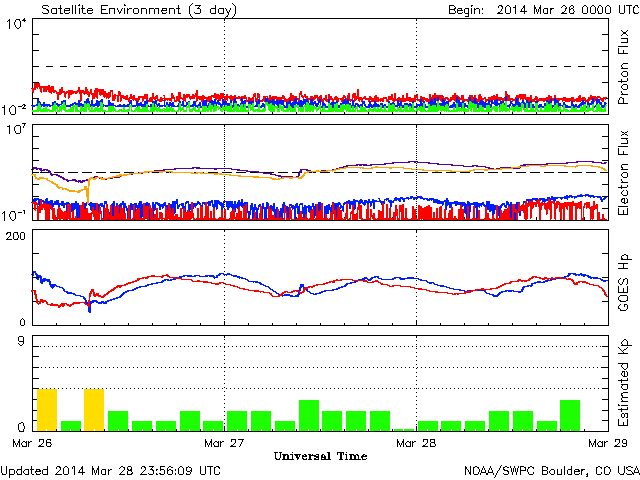 Satellite Environment (3 day) Begin: 2014 Mar 26 0000 UTC
10⁴
Proton Flux
10⁻²
10⁷
Electron Flux
10⁻¹
200
GOES Hp
0
9
Estimated Kp
0
Mar 26 Mar 27 Mar 28 Mar 29
Universal Time
Updated 2014 Mar 28 23:56:09 UTC NOAA/SWPC Boulder, CO USA